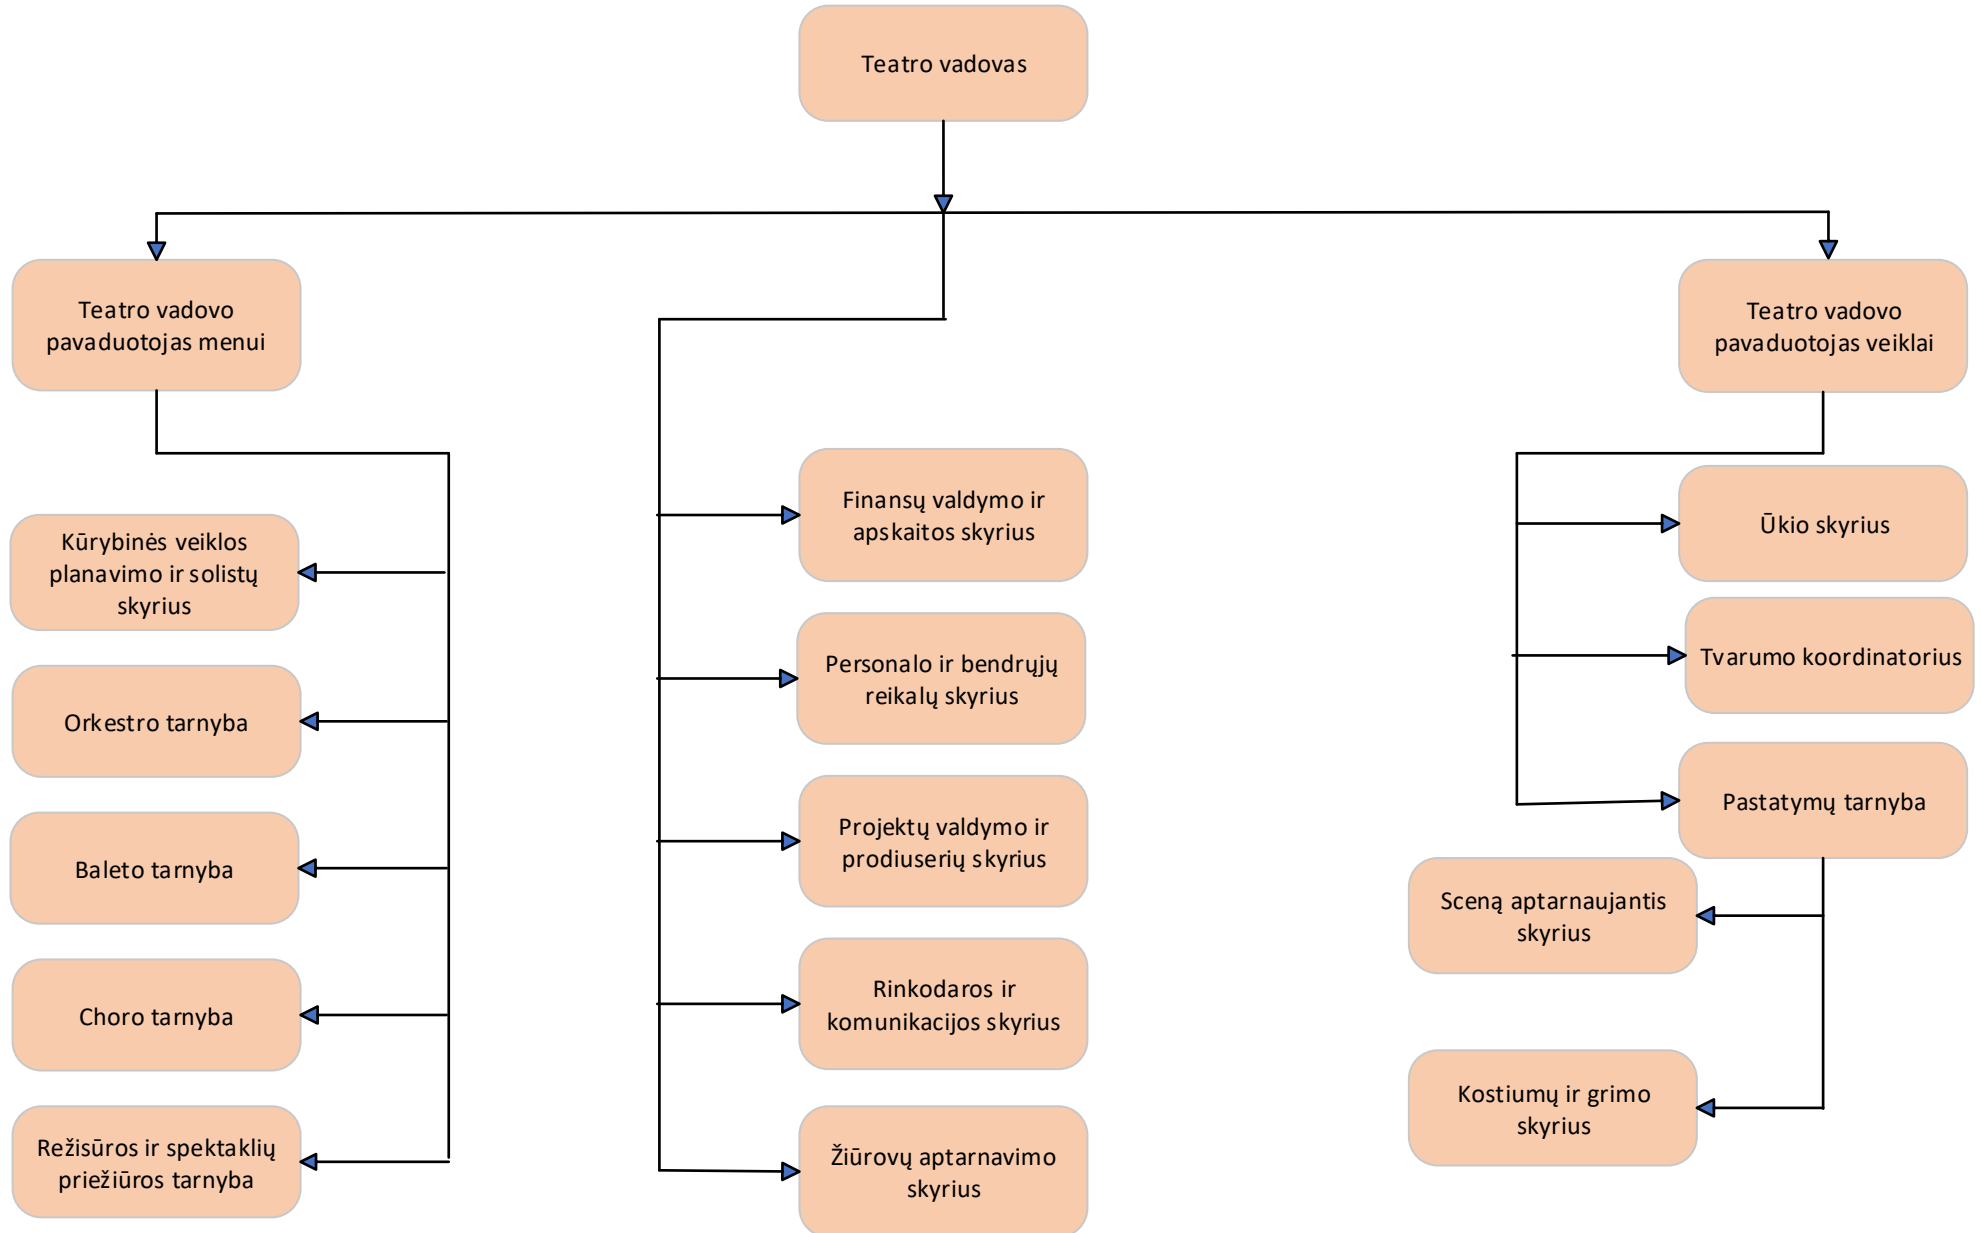 Teatro vadovas
Teatro vadovo
pavaduotojas menui
Kūrybinės veiklos
planavimo ir solistų
skyrius
Orkestro tarnyba
Baleto tarnyba
Choro tarnyba
Režisūros ir spektaklių
priežiūros tarnyba
Finansų valdymo ir
apskaitos skyrius
Personalo ir bendrųjų
reikalų skyrius
Projektų valdymo ir
prodiuserių skyrius
Rinkodaros ir
komunikacijos skyrius
Žiūrovų aptarnavimo
skyrius
Teatro vadovo
pavaduotojas veiklai
Ūkio skyrius
Tvarumo koordinatorius
Pastatymų tarnyba
Sceną aptarnaujantis
skyrius
Kostiumų ir grimo
skyrius